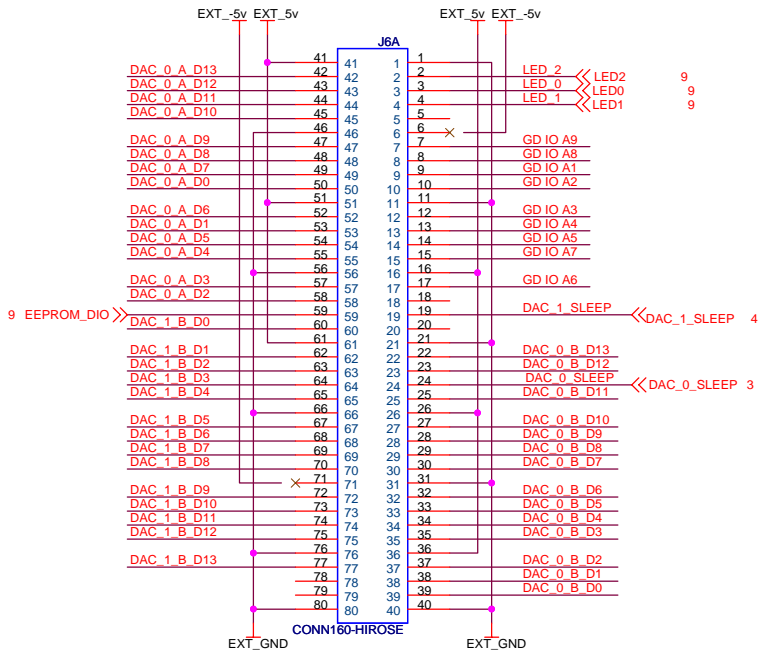 EXT_-5v EXT_5v EXT_5v EXT_-5v
J6A
41 41 1 1
DAC_0_A_D13 42 42 2 2 LED_2 LED2 9
DAC_0_A_D12 43 43 3 3 LED_0 LED0 9
DAC_0_A_D11 44 44 4 4 LED_1 LED1 9
DAC_0_A_D10 45 45 5 5
46 46 6 6
DAC_0_A_D9 47 47 7 7 GD IO A9
DAC_0_A_D8 48 48 8 8 GD IO A8
DAC_0_A_D7 49 49 9 9 GD IO A1
DAC_0_A_D0 50 50 10 10 GD IO A2
51 51 11 11
DAC_0_A_D6 52 52 12 12 GD IO A3
DAC_0_A_D1 53 53 13 13 GD IO A4
DAC_0_A_D5 54 54 14 14 GD IO A5
DAC_0_A_D4 55 55 15 15 GD IO A7
56 56 16 16
DAC_0_A_D3 57 57 17 17 GD IO A6
DAC_0_A_D2 58 58 18 18
9 EEPROM_DIO 59 59 19 19 DAC_1_SLEEP DAC_1_SLEEP 4
DAC_1_B_D0 60 60 20 20
61 61 21 21
DAC_1_B_D1 62 62 22 22 DAC_0_B_D13
DAC_1_B_D2 63 63 23 23 DAC_0_B_D12
DAC_1_B_D3 64 64 24 24 DAC_0_SLEEP DAC_0_SLEEP 3
DAC_1_B_D4 65 65 25 25 DAC_0_B_D11
66 66 26 26
DAC_1_B_D5 67 67 27 27 DAC_0_B_D10
DAC_1_B_D6 68 68 28 28 DAC_0_B_D9
DAC_1_B_D7 69 69 29 29 DAC_0_B_D8
DAC_1_B_D8 70 70 30 30 DAC_0_B_D7
71 71 31 31
DAC_1_B_D9 72 72 32 32 DAC_0_B_D6
DAC_1_B_D10 73 73 33 33 DAC_0_B_D5
DAC_1_B_D11 74 74 34 34 DAC_0_B_D4
DAC_1_B_D12 75 75 35 35 DAC_0_B_D3
76 76 36 36
DAC_1_B_D13 77 77 37 37 DAC_0_B_D2
78 78 38 38 DAC_0_B_D1
79 79 39 39 DAC_0_B_D0
80 80 40 40
CONN160-HIROSE
EXT_GND EXT_GND